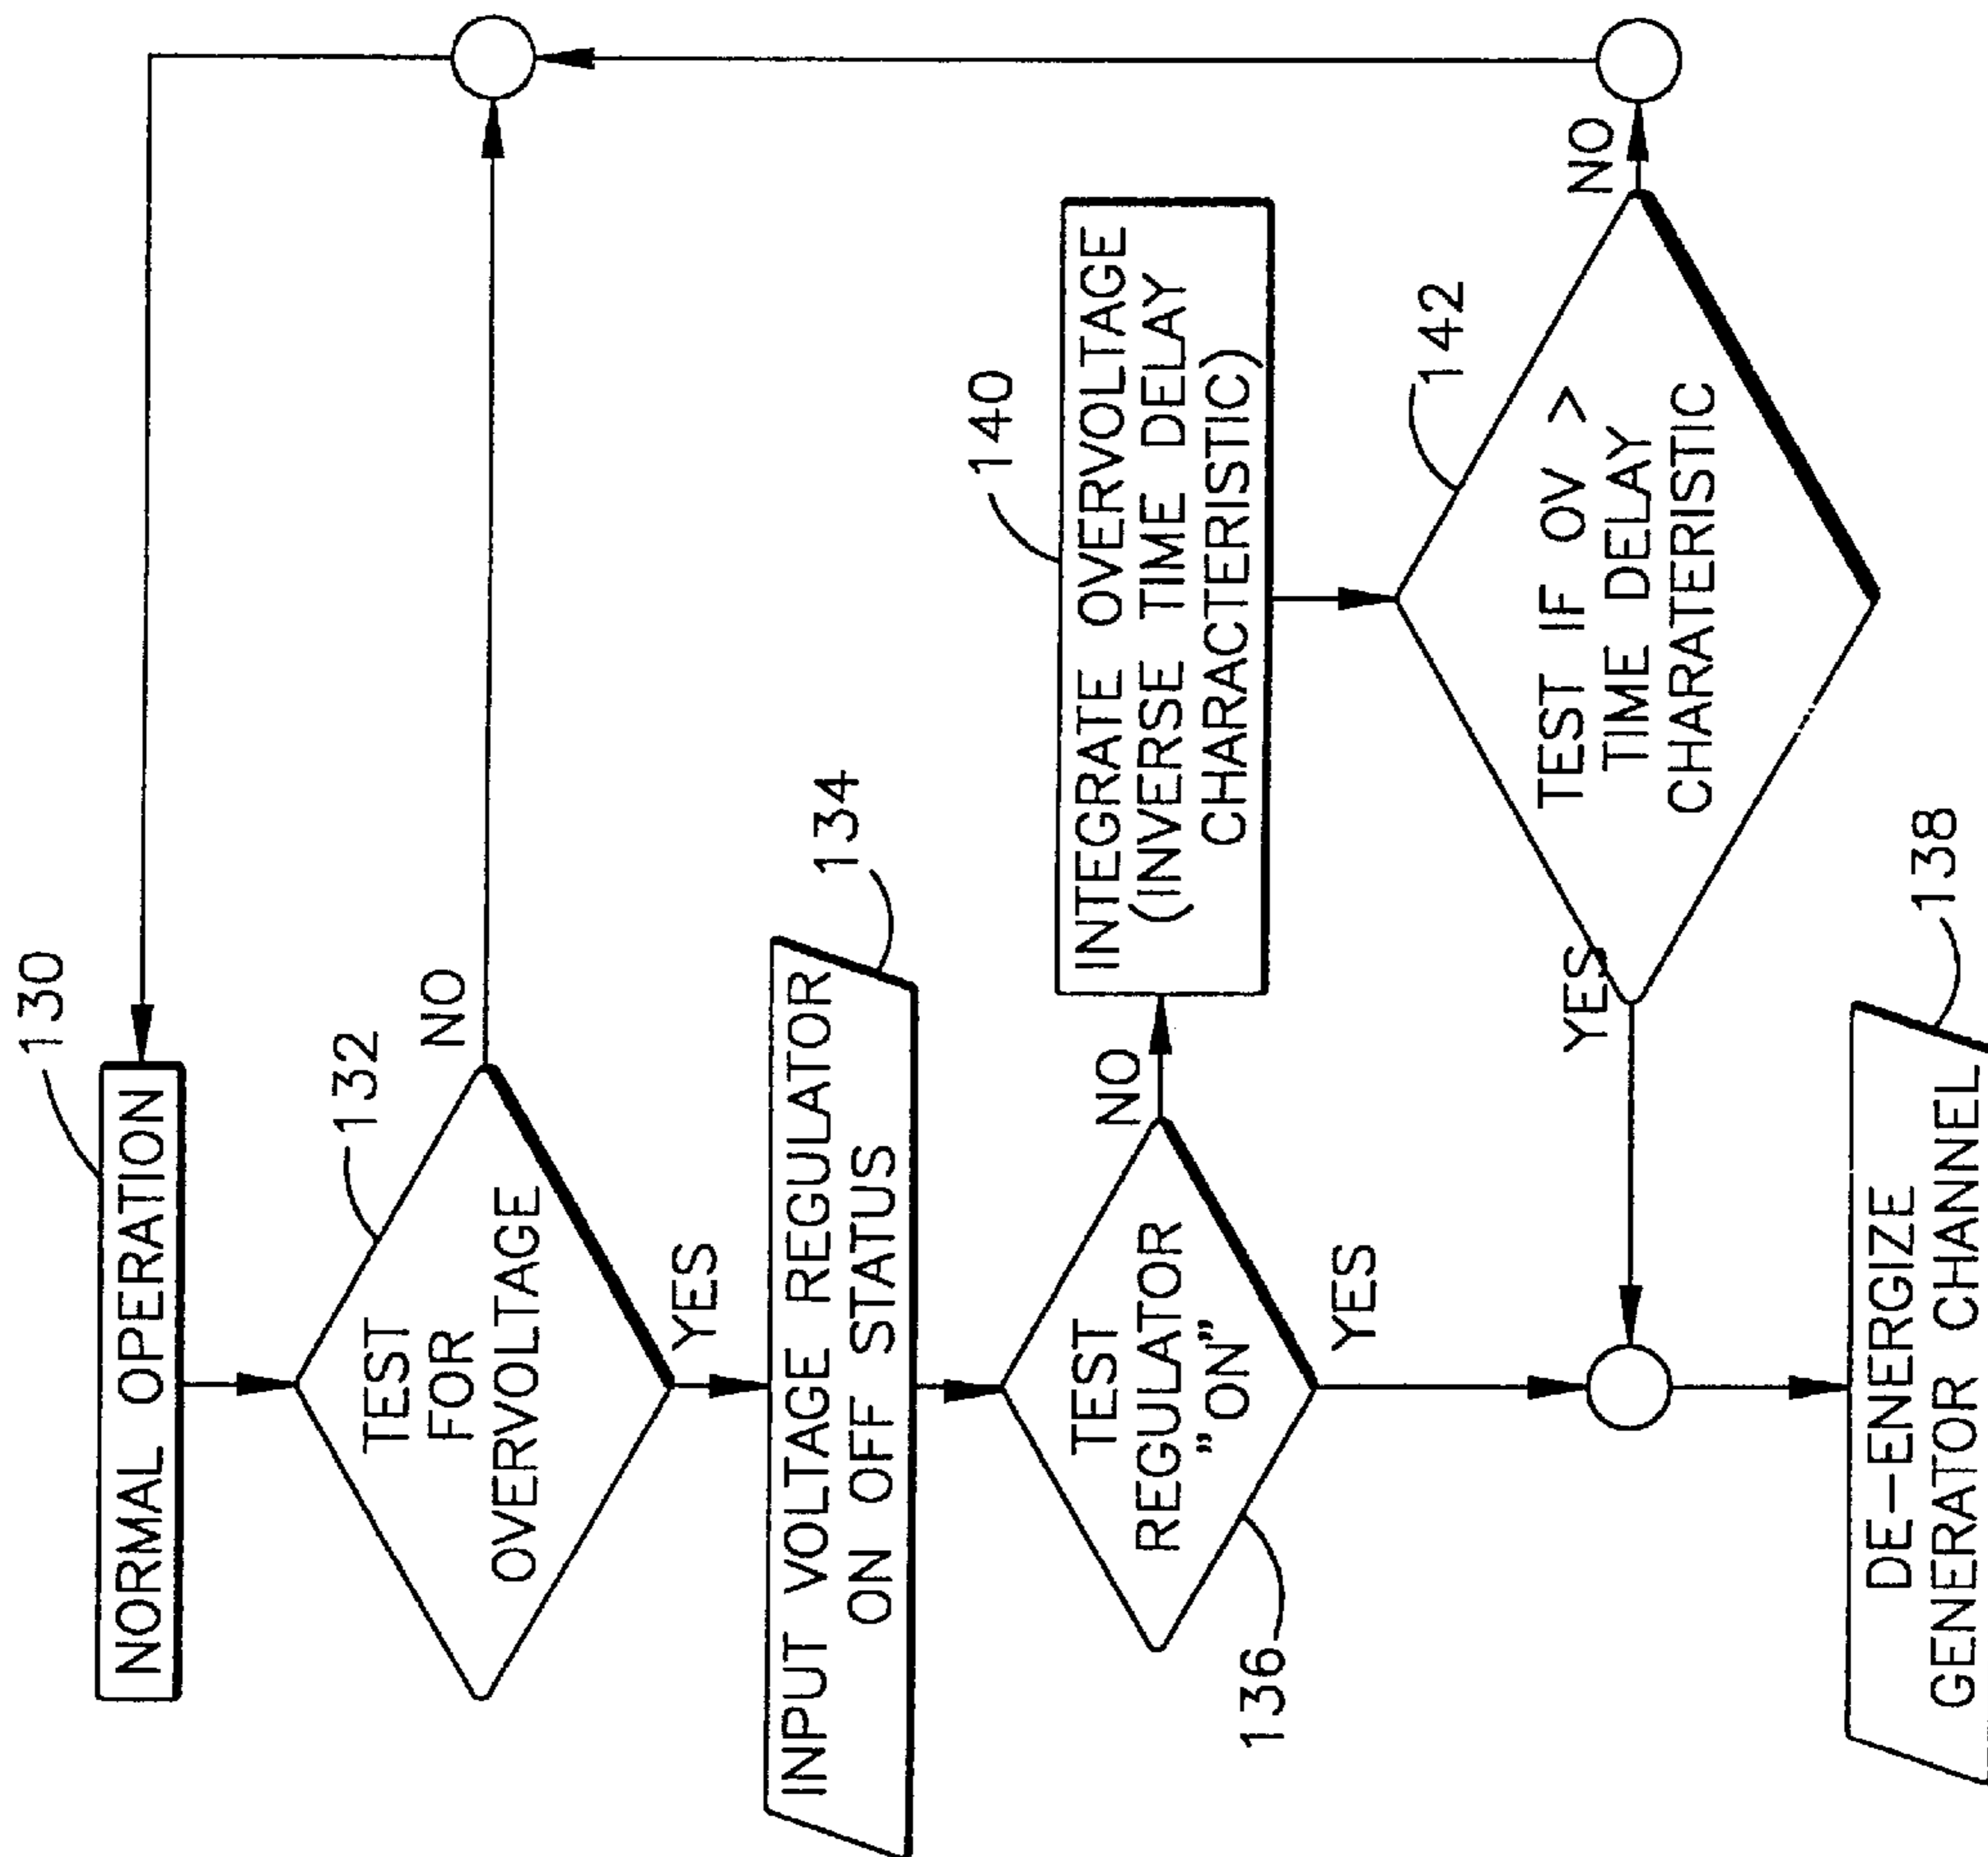 130
NORMAL OPERATION
132
TEST
FOR
OVERVOLTAGE
NO
YES
134
INPUT VOLTAGE REGULATOR
ON OFF STATUS
136
TEST
REGULATOR
"ON"
NO
YES
140
INTEGRATE OVERVOLTAGE
(INVERSE TIME DELAY
CHARACTERISTIC)
142
TEST IF OV >
TIME DELAY
CHARATERISTIC
NO
YES
138
DE-ENERGIZE
GENERATOR CHANNEL